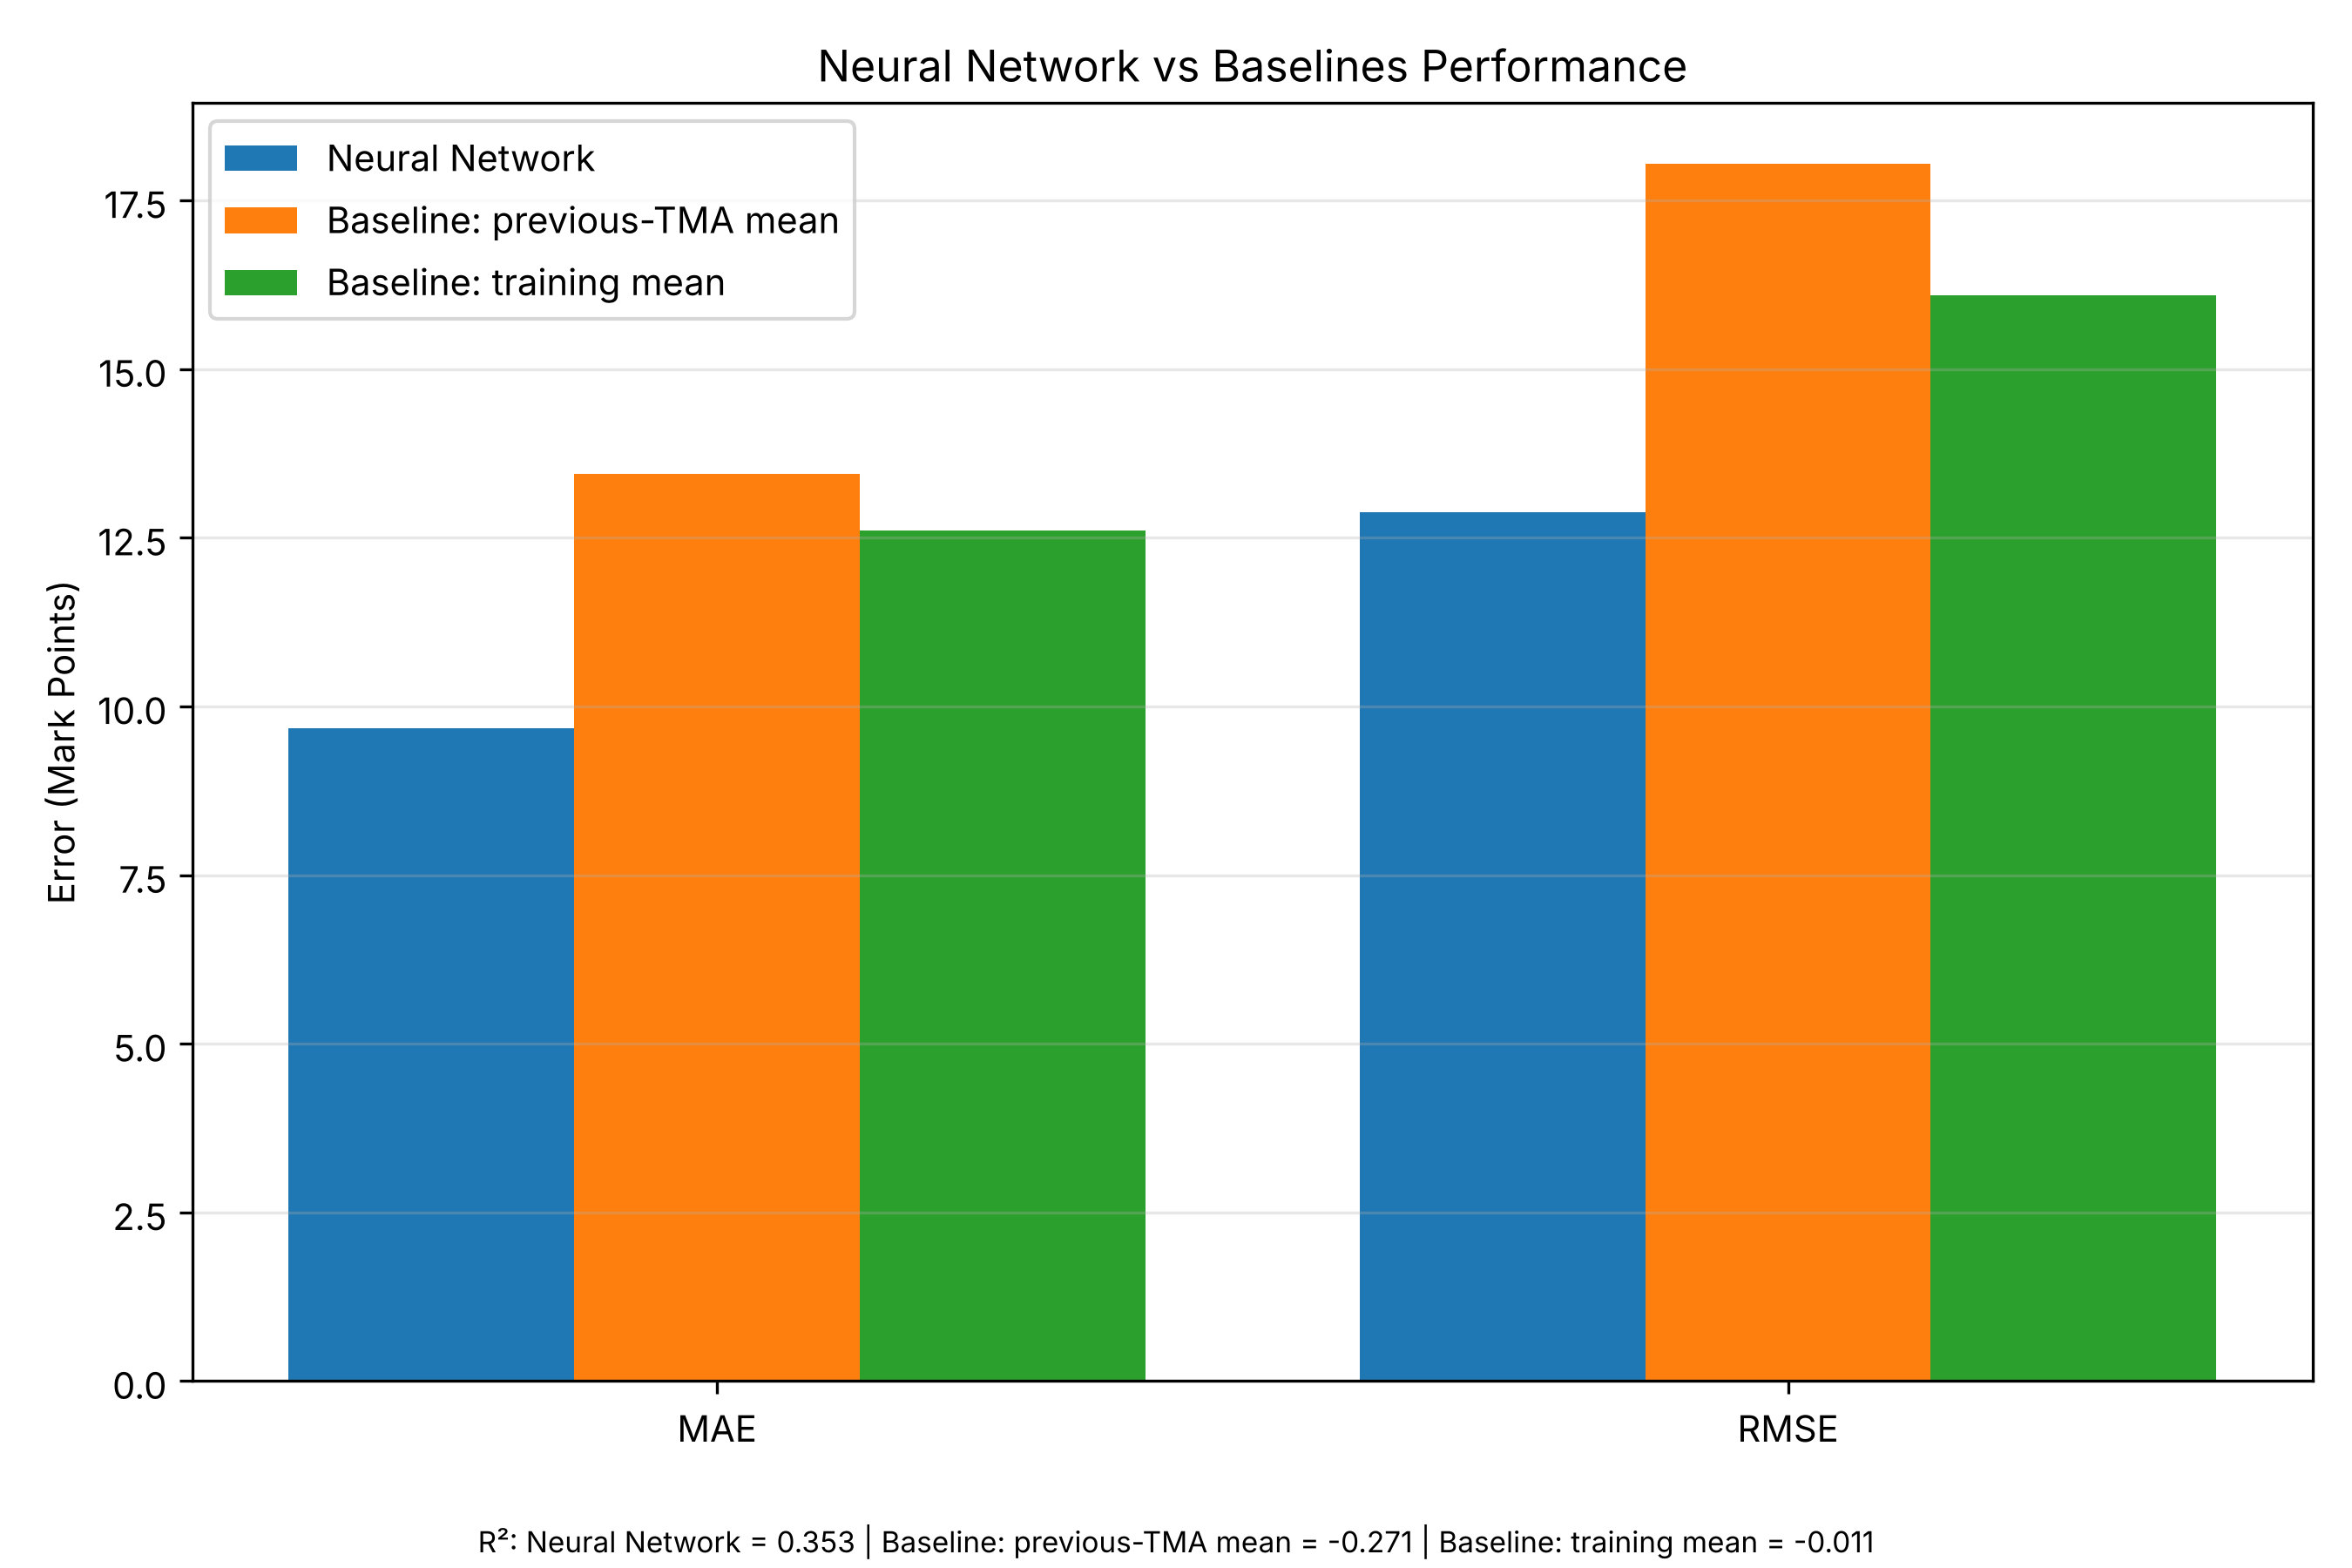 Neural Network vs Baselines Performance
Neural Network
Baseline: previous-TMA mean
Baseline: training mean
Error (Mark Points)
17.5
15.0
12.5
10.0
7.5
5.0
2.5
0.0
MAE
RMSE
R²: Neural Network = 0.353 | Baseline: previous-TMA mean = -0.271 | Baseline: training mean = -0.011